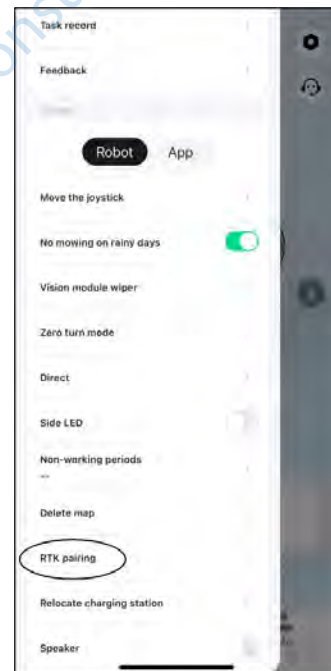 Task record
Feedback
Robot App
Move the joystick
No mowing on rainy days
Vision module wiper
Zero turn mode
Direct
Side LED
Non-working periods
--
Delete map
RTK pairing
Relocate charging station
Speaker